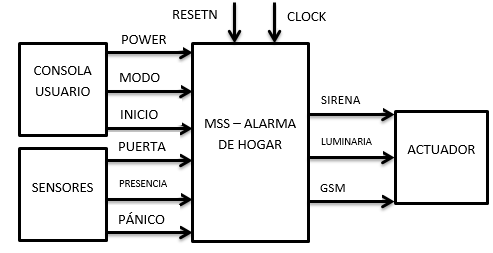 RESETN
CLOCK
POWER
CONSOLA
USUARIO
MODO
INICIO
PUERTA
SENSORES
PRESENCIA
PÁNICO
MSS – ALARMA
DE HOGAR
SIRENA
LUMINARIA
GSM
ACTUADOR